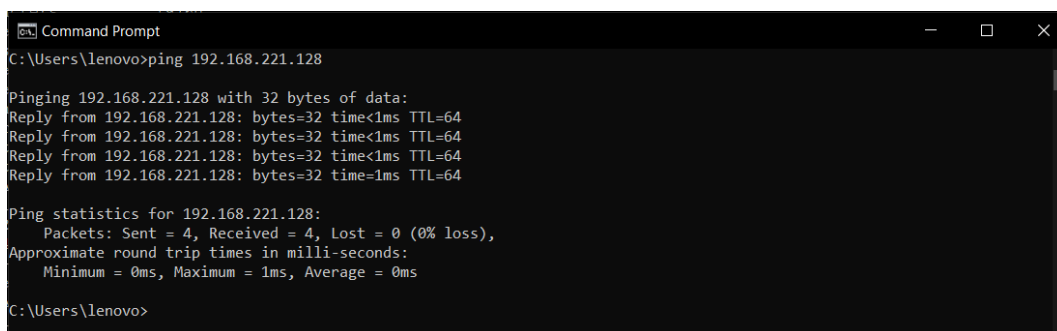 Command Prompt
C:\Users\lenovo>ping 192.168.221.128
Pinging 192.168.221.128 with 32 bytes of data:
Reply from 192.168.221.128: bytes=32 time<1ms TTL=64
Reply from 192.168.221.128: bytes=32 time<1ms TTL=64
Reply from 192.168.221.128: bytes=32 time<1ms TTL=64
Reply from 192.168.221.128: bytes=32 time=1ms TTL=64
Ping statistics for 192.168.221.128:
    Packets: Sent = 4, Received = 4, Lost = 0 (0% loss),
Approximate round trip times in milli-seconds:
    Minimum = 0ms, Maximum = 1ms, Average = 0ms
C:\Users\lenovo>